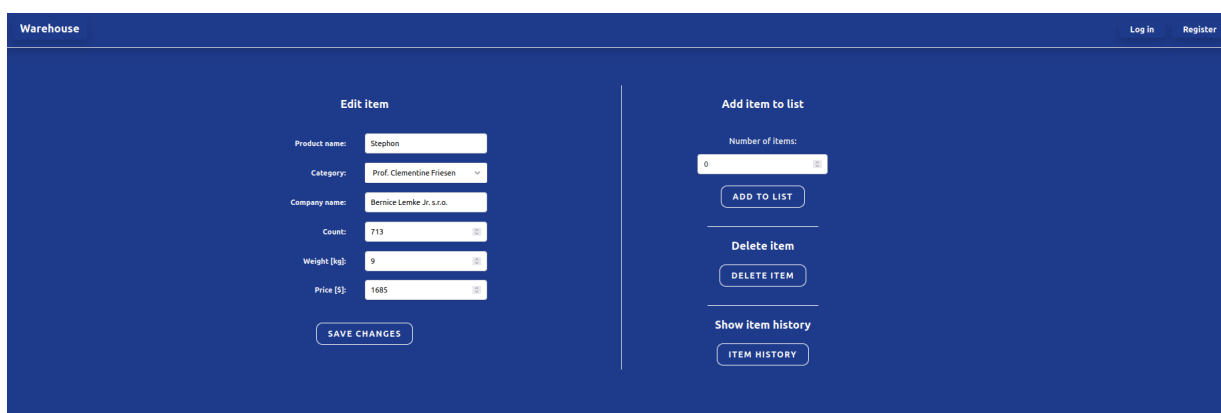 Warehouse
Log in
Register
Edit item
Product name:
Stephon
Category:
Prof. Clementine Friesen
Company name:
Bernice Lemke Jr. s.r.o.
Count:
713
Weight [kg]:
9
Price [$]:
1685
SAVE CHANGES
Add item to list
Number of items:
0
ADD TO LIST
Delete item
DELETE ITEM
Show item history
ITEM HISTORY